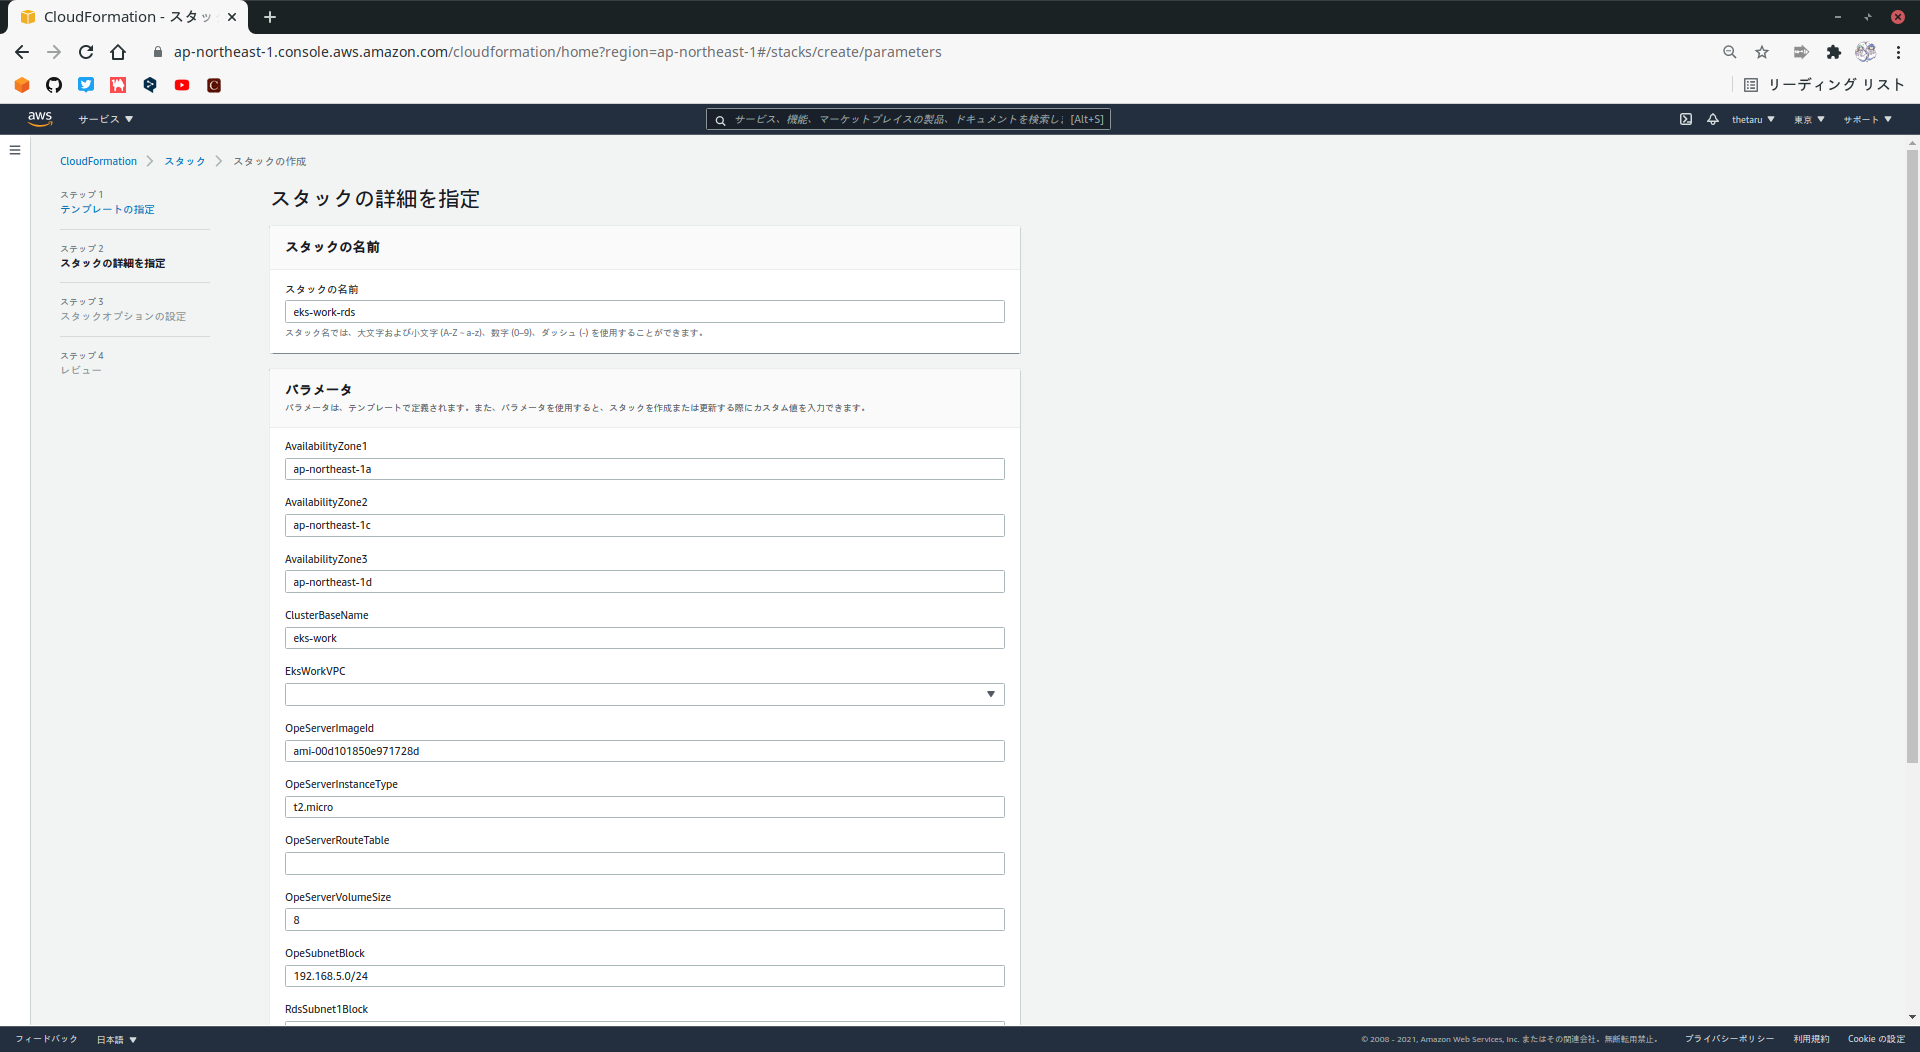 CloudFormation - スタッ
ap-northeast-1.console.aws.amazon.com/cloudformation/home?region=ap-northeast-1#/stacks/create/parameters
リーディング リスト
aws
サービス
サービス、機能、マーケットプレイスの製品、ドキュメントを検索し
[Alt+S]
thetaru
東京
サポート
CloudFormation
スタック
スタックの作成
ステップ 1
テンプレートの指定
ステップ 2
スタックの詳細を指定
ステップ 3
スタックオプションの設定
ステップ 4
レビュー
スタックの詳細を指定
スタックの名前
スタックの名前
eks-work-rds
スタック名では、大文字および小文字 (A-Z ~ a-z)、数字 (0-9)、ダッシュ (-) を使用することができます。
パラメータ
パラメータは、テンプレートで定義されます。また、パラメータを使用すると、スタックを作成または更新する際にカスタム値を入力できます。
AvailabilityZone1
ap-northeast-1a
AvailabilityZone2
ap-northeast-1c
AvailabilityZone3
ap-northeast-1d
ClusterBaseName
eks-work
EksWorkVPC
OpeServerImageId
ami-00d101850e971728d
OpeServerInstanceType
t2.micro
OpeServerRouteTable
OpeServerVolumeSize
8
OpeSubnetBlock
192.168.5.0/24
RdsSubnet1Block
フィードバック
日本語
© 2008 - 2021, Amazon Web Services, Inc. またはその関連会社。無断転用禁止。
プライバシーポリシー
利用規約
Cookie の設定